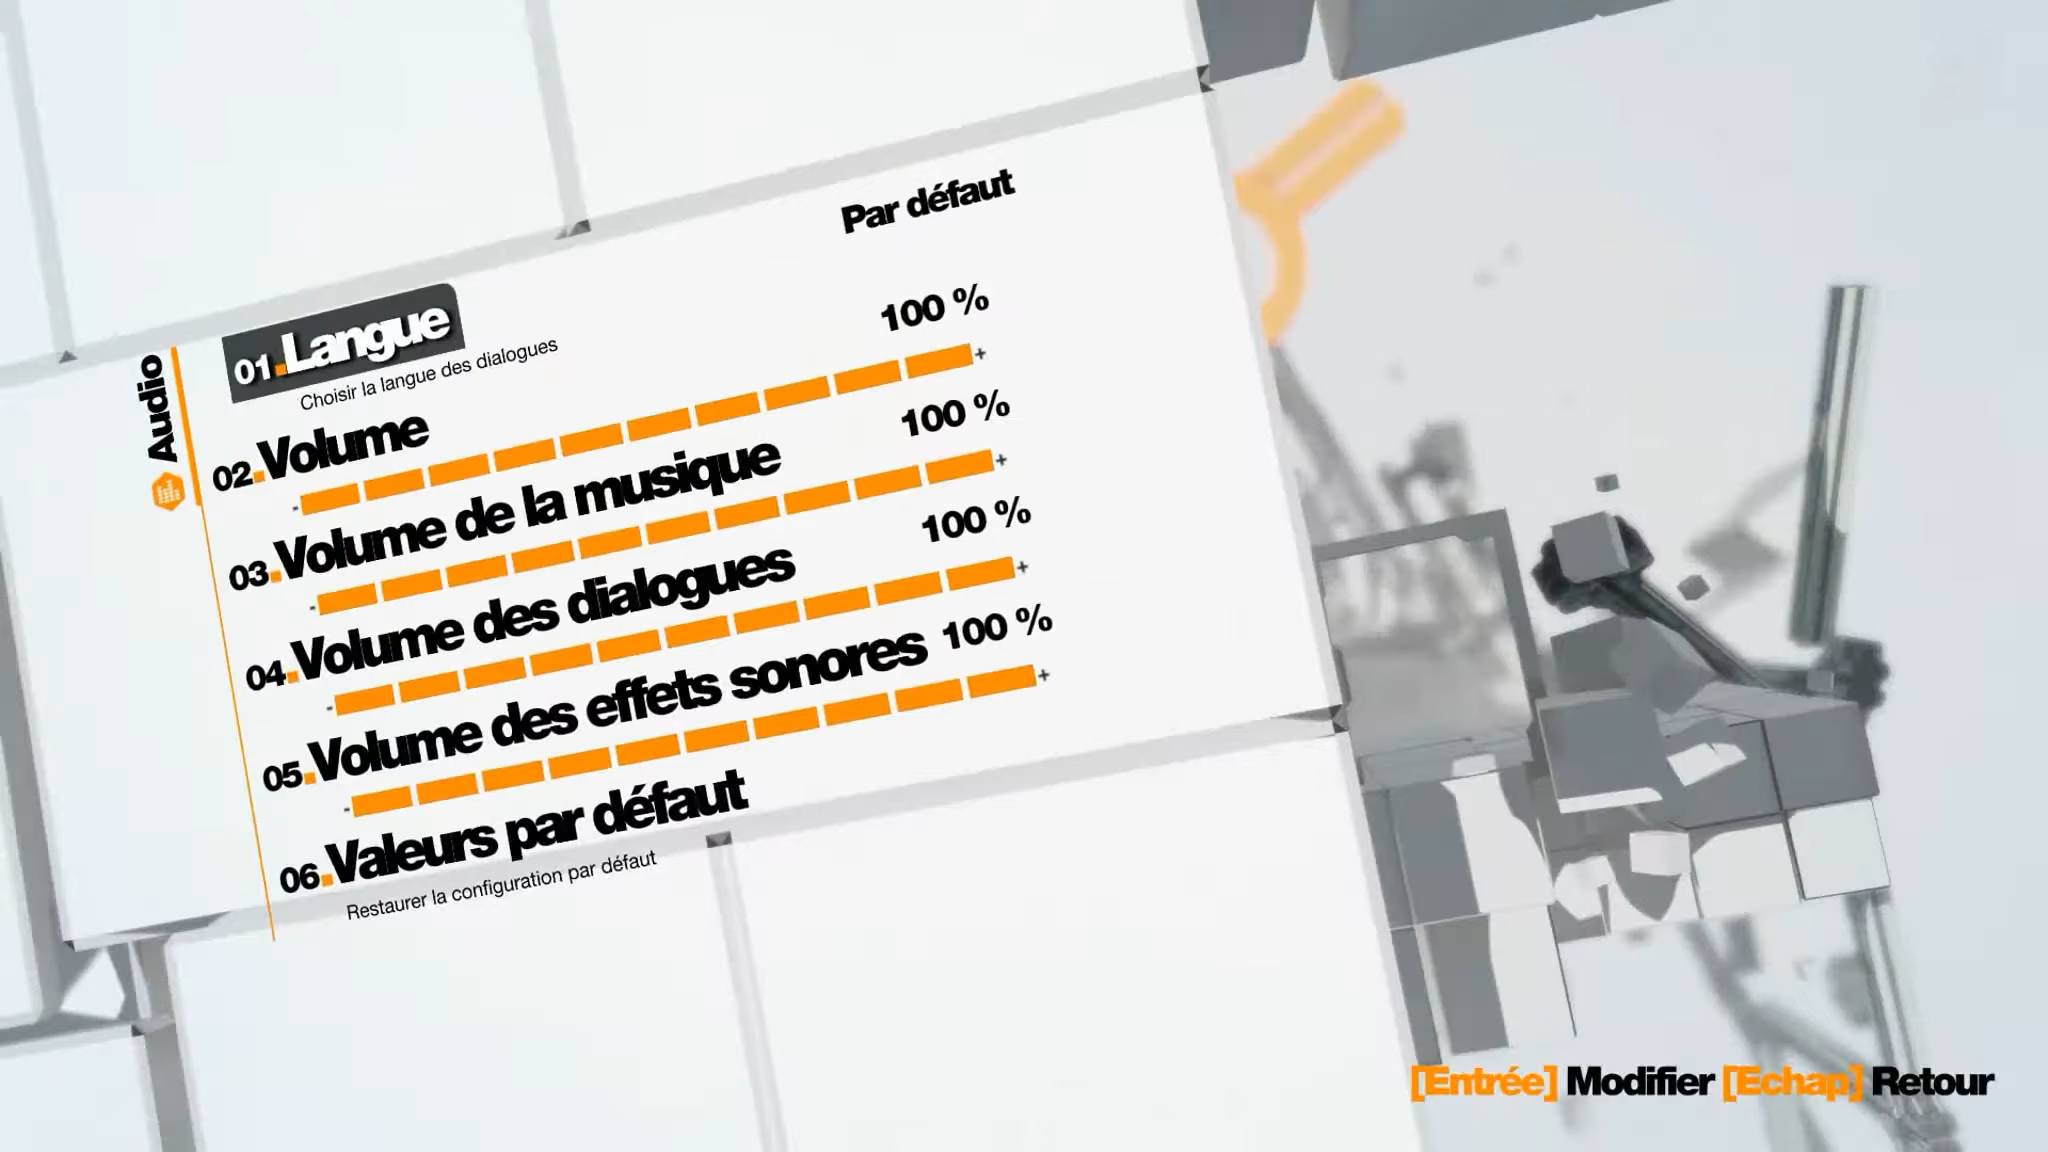 Audio
Par défaut
01.Langue
Choisir la langue des dialogues
02.Volume
100 %
- +
03.Volume de la musique
100 %
- +
04.Volume des dialogues
100 %
- +
05.Volume des effets sonores
100 %
- +
06.Valeurs par défaut
Restaurer la configuration par défaut
[Entrée] Modifier [Echap] Retour